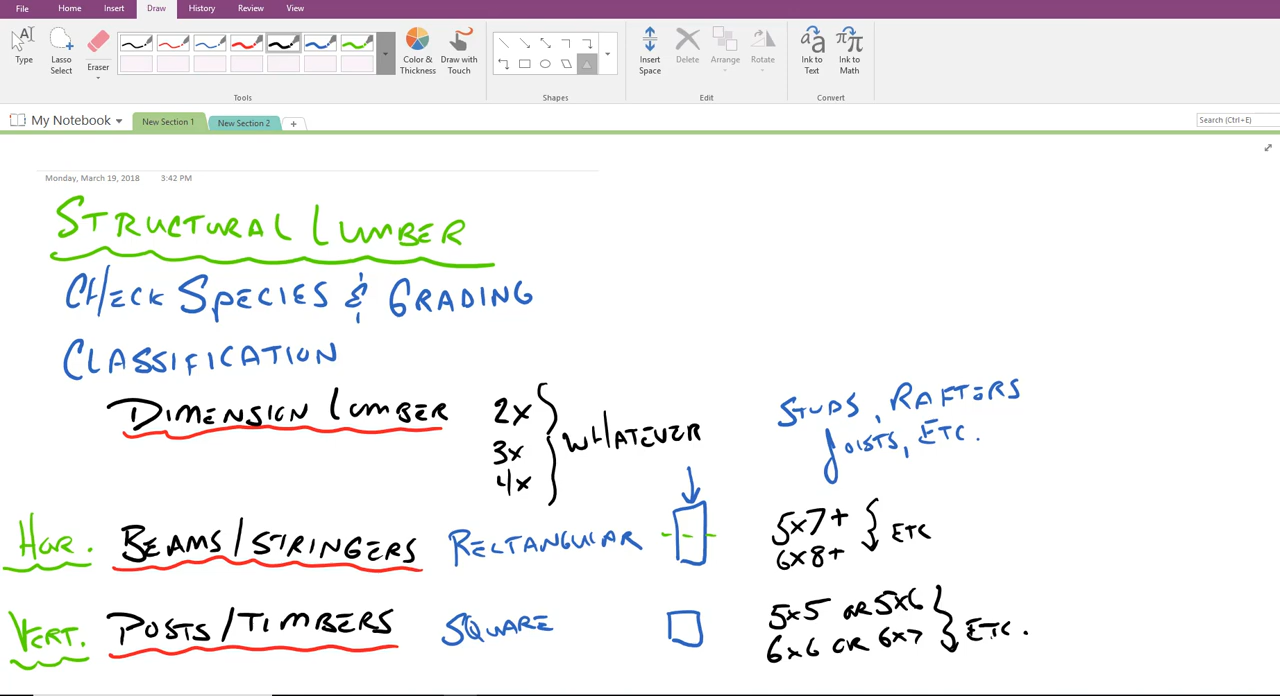 File Home Insert Draw History Review View
Type Lasso Select Eraser Color & Thickness Draw with Touch Insert Space Delete Arrange Rotate Ink to Text Ink to Math
Tools Shapes Edit Convert
My Notebook New Section 1 New Section 2 + Search (Ctrl+E)
Monday, March 19, 2018 3:42 PM
STRUCTURAL LUMBER
CHECK SPECIES & GRADING
CLASSIFICATION
DIMENSION LUMBER 2x 3x 4x WHATEVER STUDS, RAFTERS
JOISTS, ETC.
HOR. BEAMS/STRINGERS RECTANGULAR 5x7+ ETC
6x8+
VERT. POSTS/TIMBERS SQUARE 5x5 OR 5x6 ETC.
6x6 OR 6x7